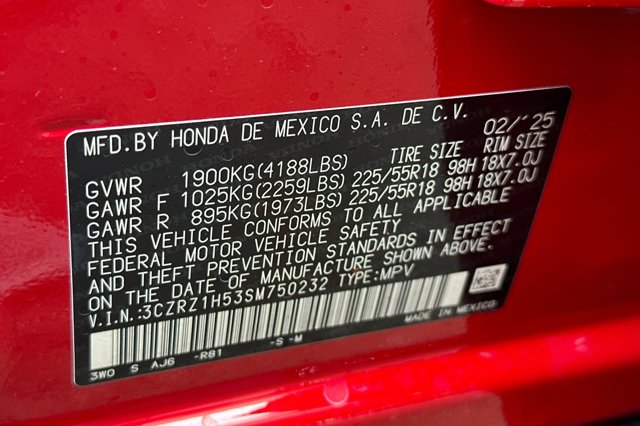 MFD. BY HONDA DE MEXICO S.A. DE C.V. 02/'25
GVWR 1900KG(4188LBS) TIRE SIZE RIM SIZE
GAWR F 1025KG(2259LBS) 225/55R18 98H 18X7.0J
GAWR R 895KG(1973LBS) 225/55R18 98H 18X7.0J
THIS VEHICLE CONFORMS TO ALL APPLICABLE
FEDERAL MOTOR VEHICLE SAFETY
AND THEFT PREVENTION STANDARDS IN EFFECT
ON THE DATE OF MANUFACTURE SHOWN ABOVE.
V.I.N.:3CZRZ1H53SM750232 TYPE:MPV
MADE IN MEXICO
3W0 S AJ6 -R81 -S -M